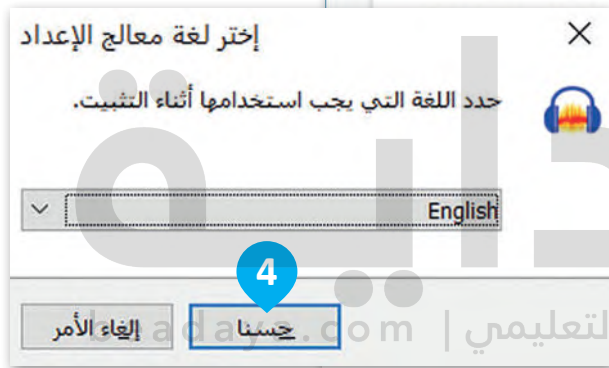 إختر لغة معالج الإعداد
حدد اللغة التي يجب استخدامها أثناء التثبيت.
English
4
حسنا
إلغاء الأمر
beadaya.com | التعليمي